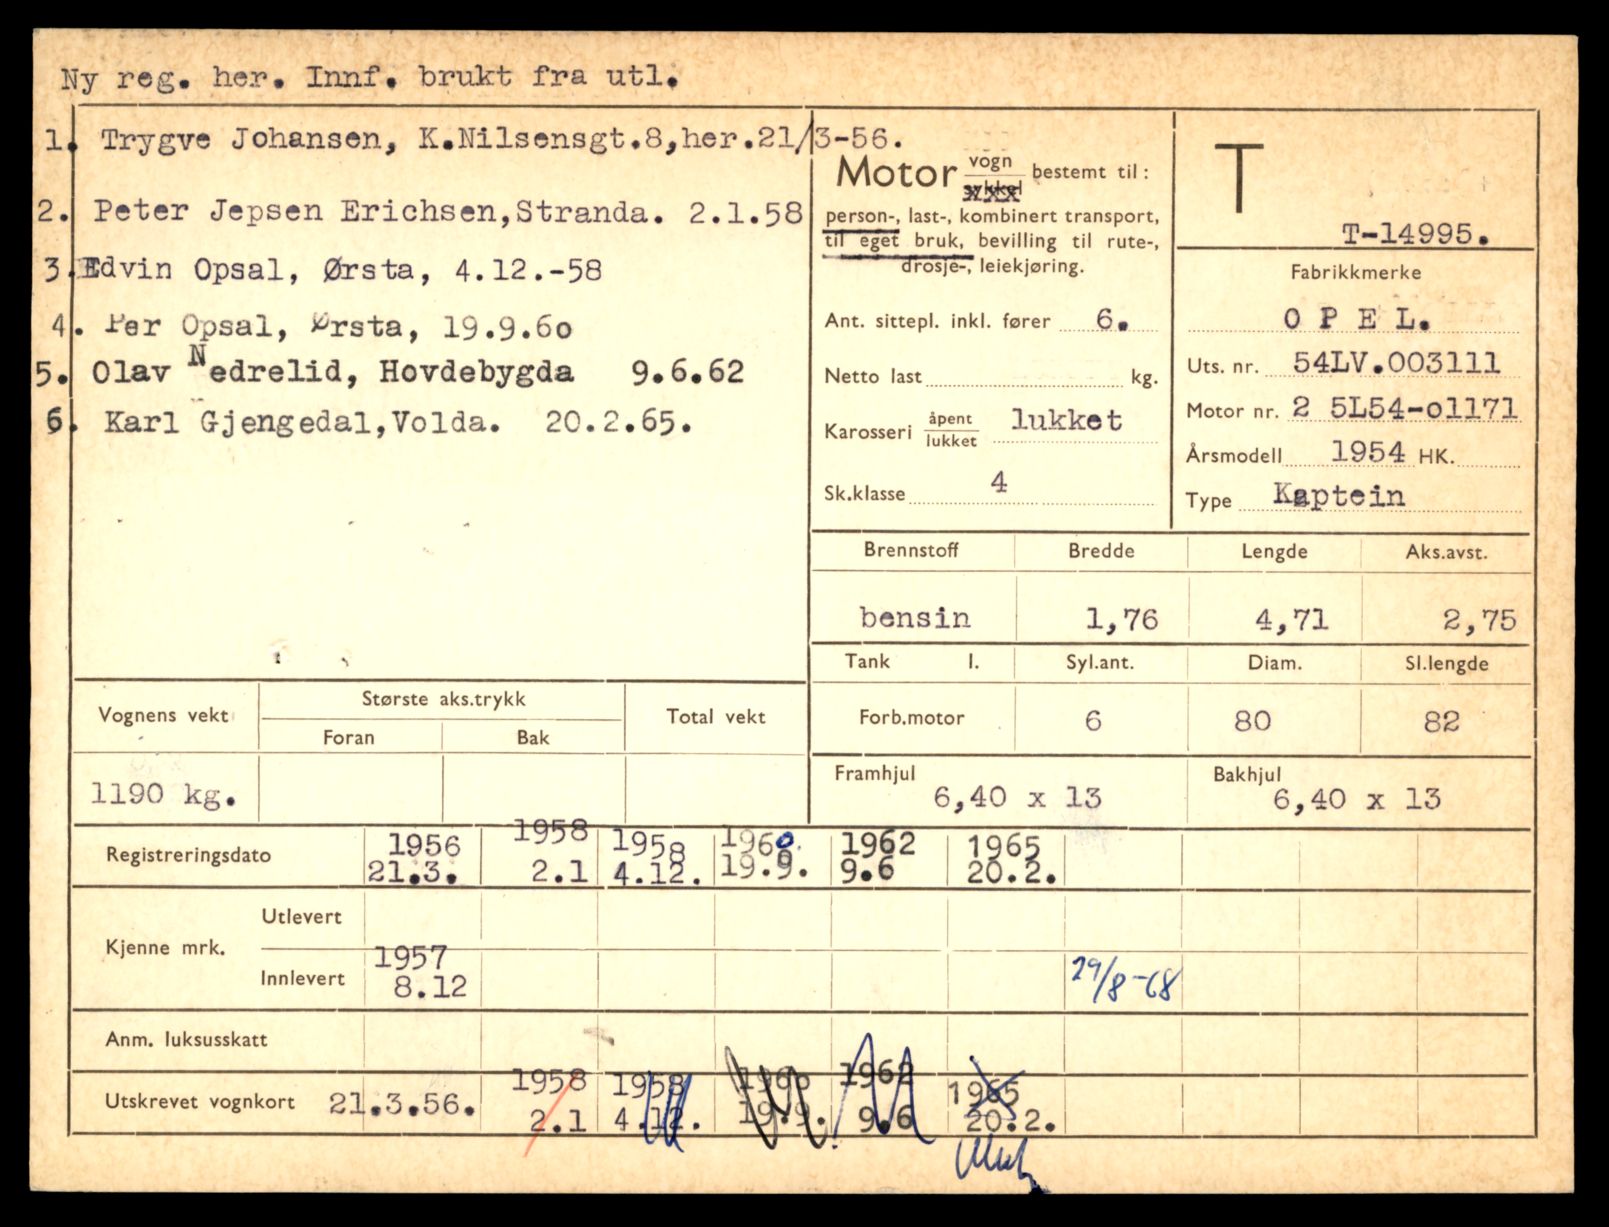 Ny reg. her. Innf. brukt fra utl.
1. Trygve Johansen, K.Nilsensgt.8,her.21/3-56.
2. Peter Jepsen Erichsen,Stranda. 2.1.58
3. Edvin Opsal, Ørsta, 4.12.-58
4. Per Opsal, Ørsta, 19.9.60
5. Olav Nedrelid, Hovdebygda 9.6.62
6. Karl Gjengedal,Volda. 20.2.65.
Motor vogn sykkel bestemt til:
person-, last-, kombinert transport,
til eget bruk, bevilling til rute-,
drosje-, leiekjøring.
Ant. sittepl. inkl. fører 6.
Netto last kg.
Karosseri åpent lukket lukket
Sk.klasse 4
T
T-14995.
Fabrikkmerke
O P E L.
Uts. nr. 54LV.003111
Motor nr. 2 5L54-o1171
Årsmodell 1954 HK.
Type Kaptein
Brennstoff Bredde Lengde Aks.avst.
bensin 1,76 4,71 2,75
Tank l. Syl.ant. Diam. Sl.lengde
Forb.motor 6 80 82
Framhjul Bakhjul
6,40 x 13 6,40 x 13
Vognens vekt Største aks.trykk Total vekt
Foran Bak
1190 kg.
Registreringsdato 1956 1958 1958 1960 1962 1965
21.3. 2.1 4.12. 19.9. 9.6 20.2.
Kjenne mrk. Utlevert
Innlevert 1957 8.12 29/8-68
Anm. luksusskatt
Utskrevet vognkort 21.3.56. 1958 1958 1960 1962 1965
2.1 4.12. 19.9. 9.6 20.2.